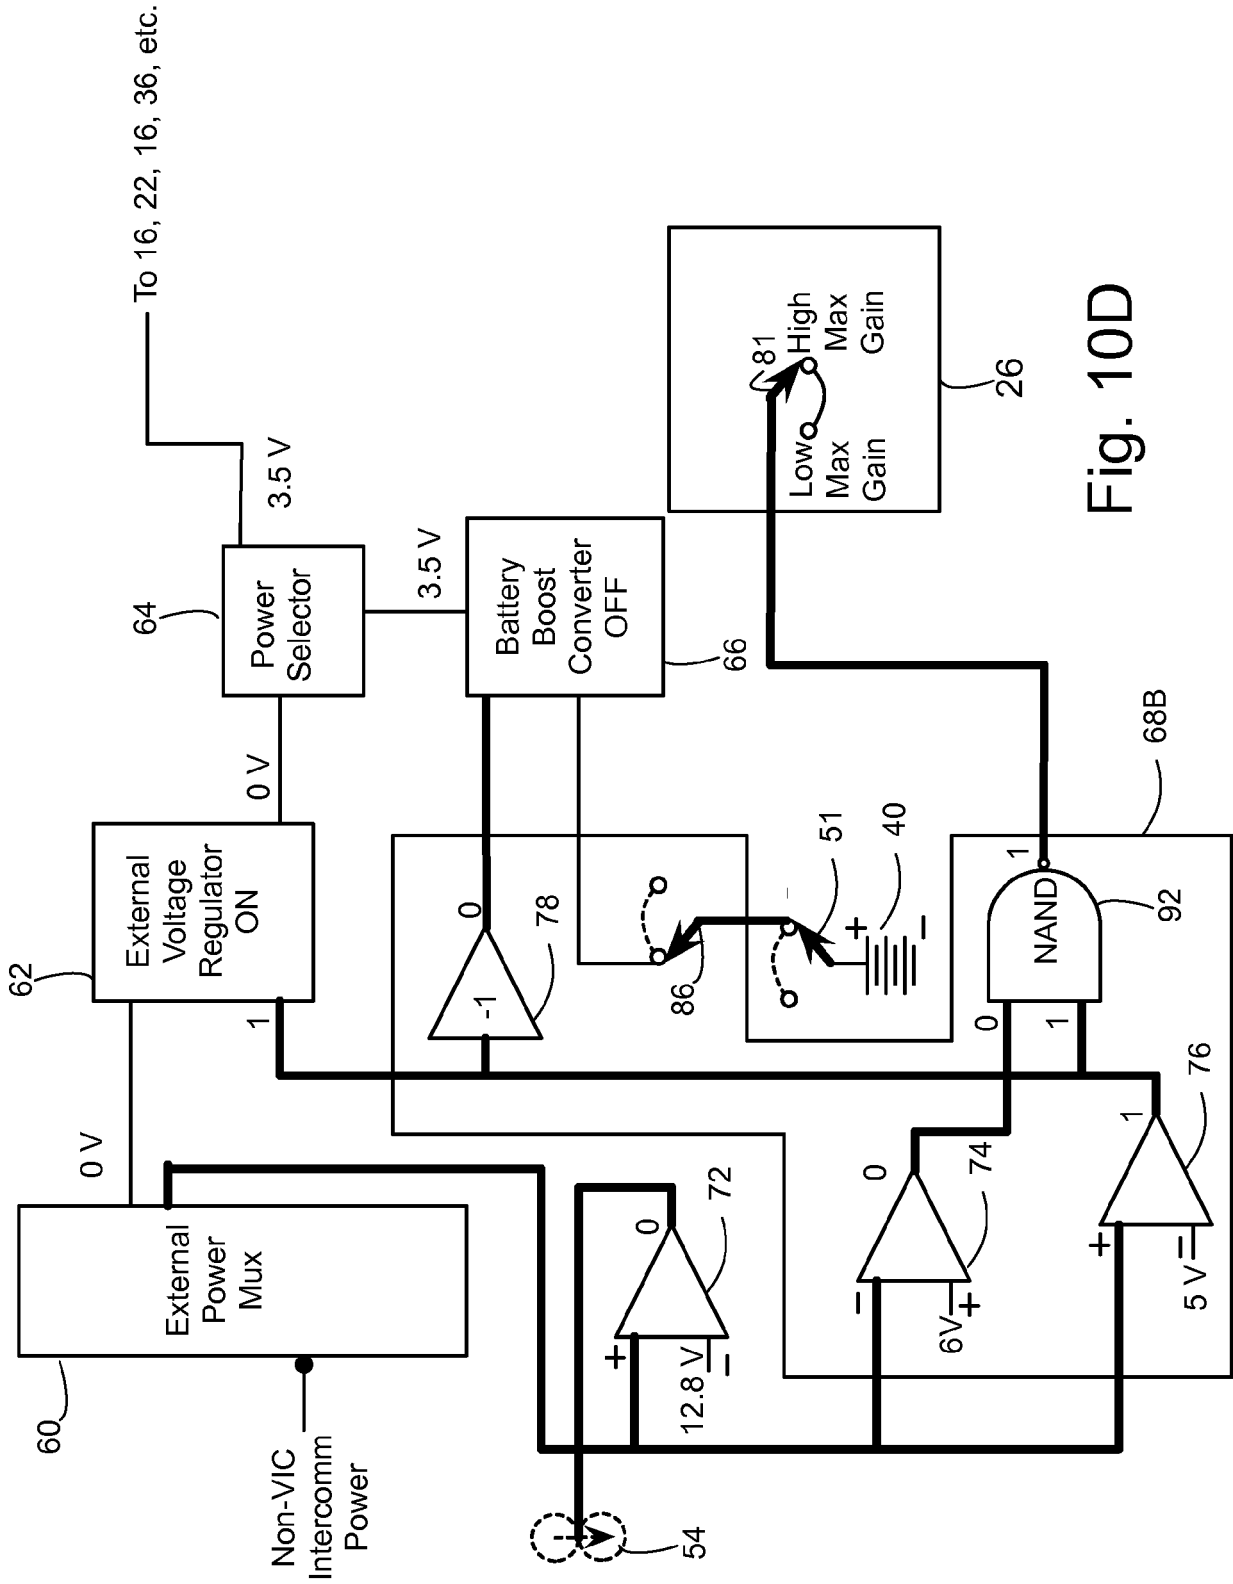 To 16, 22, 16, 36, etc.
3.5 V
64
Power
Selector
0 V
3.5 V
62
External
Voltage
Regulator
ON
1
0 V
60
External
Power
Mux
Non-VIC
Intercomm
Power
Battery
Boost
Converter
OFF
66
0
-1
78
86
51
40
+
-
54
0
72
+
12.8 V
-
0
74
-
6V
+
1
76
+
5 V
=
0
1
NAND
1
92
68B
81
High
Max
Gain
Low
Max
Gain
26
Fig. 10D